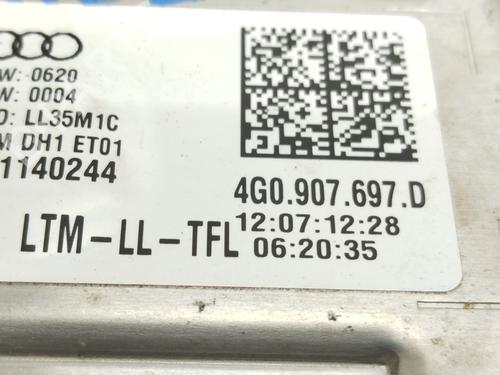 W: 0620
W: 0004
D: LL35M1C
M DH1 ET01
1140244
4G0.907.697.D
LTM-LL-TFL
12:07:12:28
06:20:35